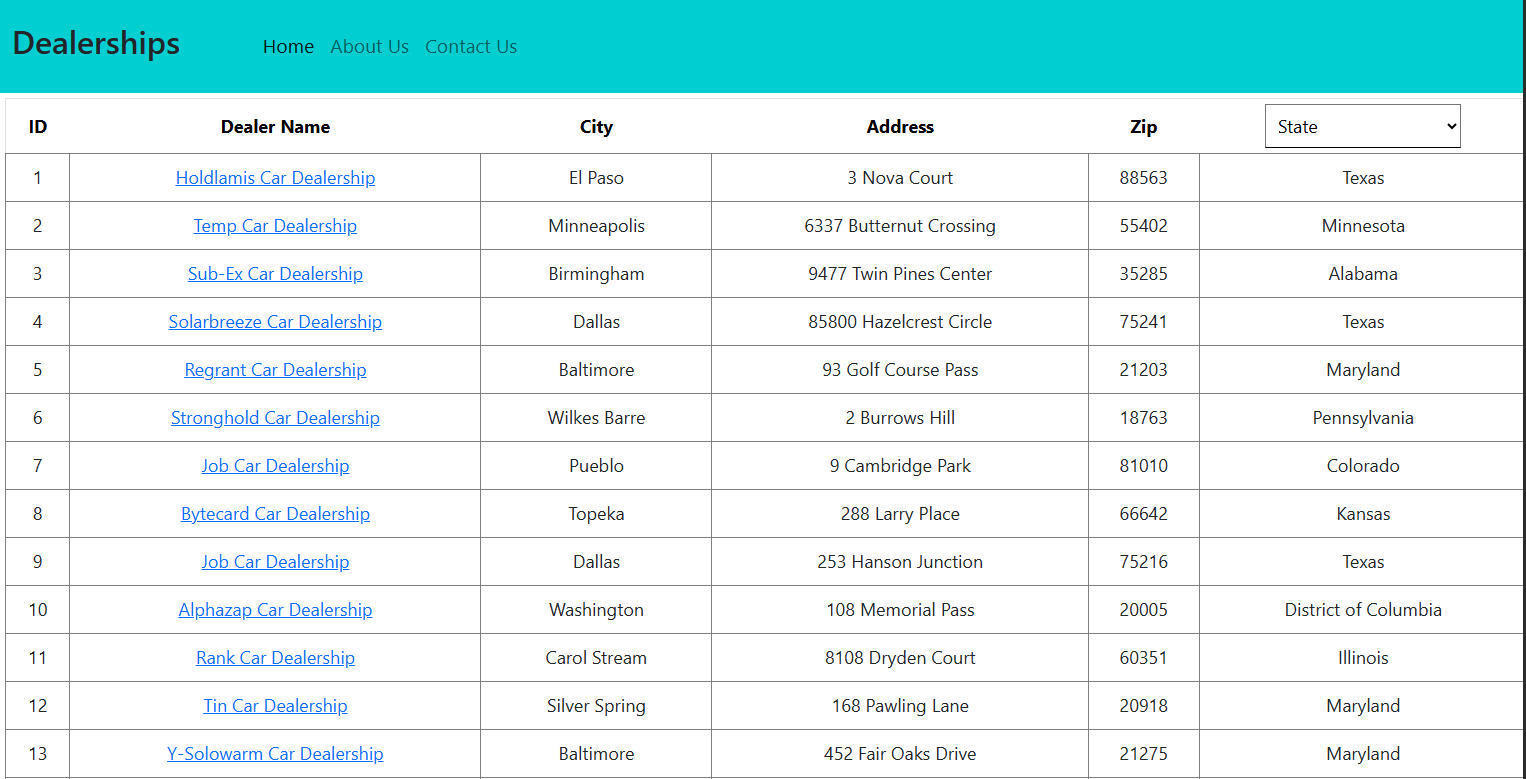 Dealerships Home About Us Contact Us
ID Dealer Name City Address Zip State
1 Holdlamis Car Dealership El Paso 3 Nova Court 88563 Texas
2 Temp Car Dealership Minneapolis 6337 Butternut Crossing 55402 Minnesota
3 Sub-Ex Car Dealership Birmingham 9477 Twin Pines Center 35285 Alabama
4 Solarbreeze Car Dealership Dallas 85800 Hazelcrest Circle 75241 Texas
5 Regrant Car Dealership Baltimore 93 Golf Course Pass 21203 Maryland
6 Stronghold Car Dealership Wilkes Barre 2 Burrows Hill 18763 Pennsylvania
7 Job Car Dealership Pueblo 9 Cambridge Park 81010 Colorado
8 Bytecard Car Dealership Topeka 288 Larry Place 66642 Kansas
9 Job Car Dealership Dallas 253 Hanson Junction 75216 Texas
10 Alphazap Car Dealership Washington 108 Memorial Pass 20005 District of Columbia
11 Rank Car Dealership Carol Stream 8108 Dryden Court 60351 Illinois
12 Tin Car Dealership Silver Spring 168 Pawling Lane 20918 Maryland
13 Y-Solowarm Car Dealership Baltimore 452 Fair Oaks Drive 21275 Maryland